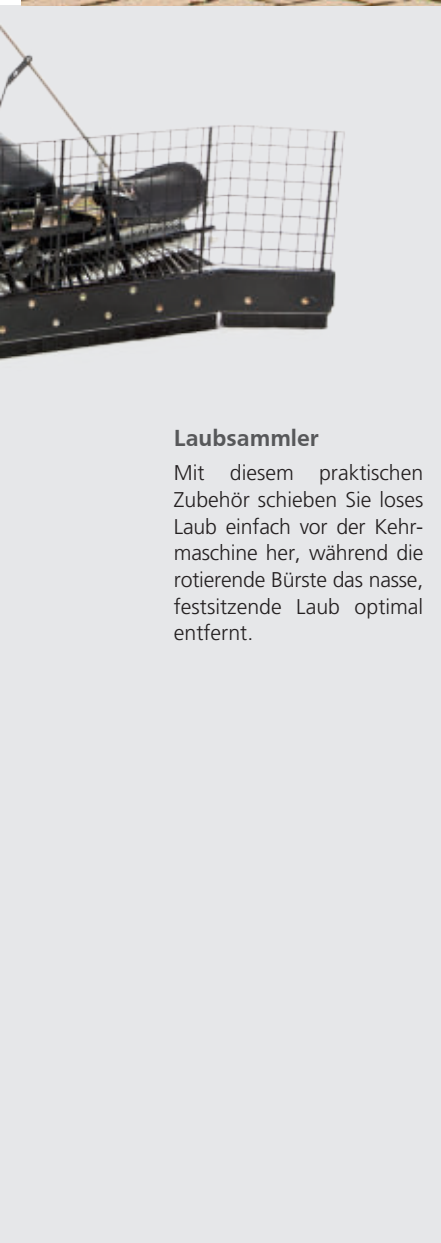 Laubsammler
Mit diesem praktischen
Zubehör schieben Sie loses
Laub einfach vor der Kehr-
maschine her, während die
rotierende Bürste das nasse,
festsitzende Laub optimal
entfernt.